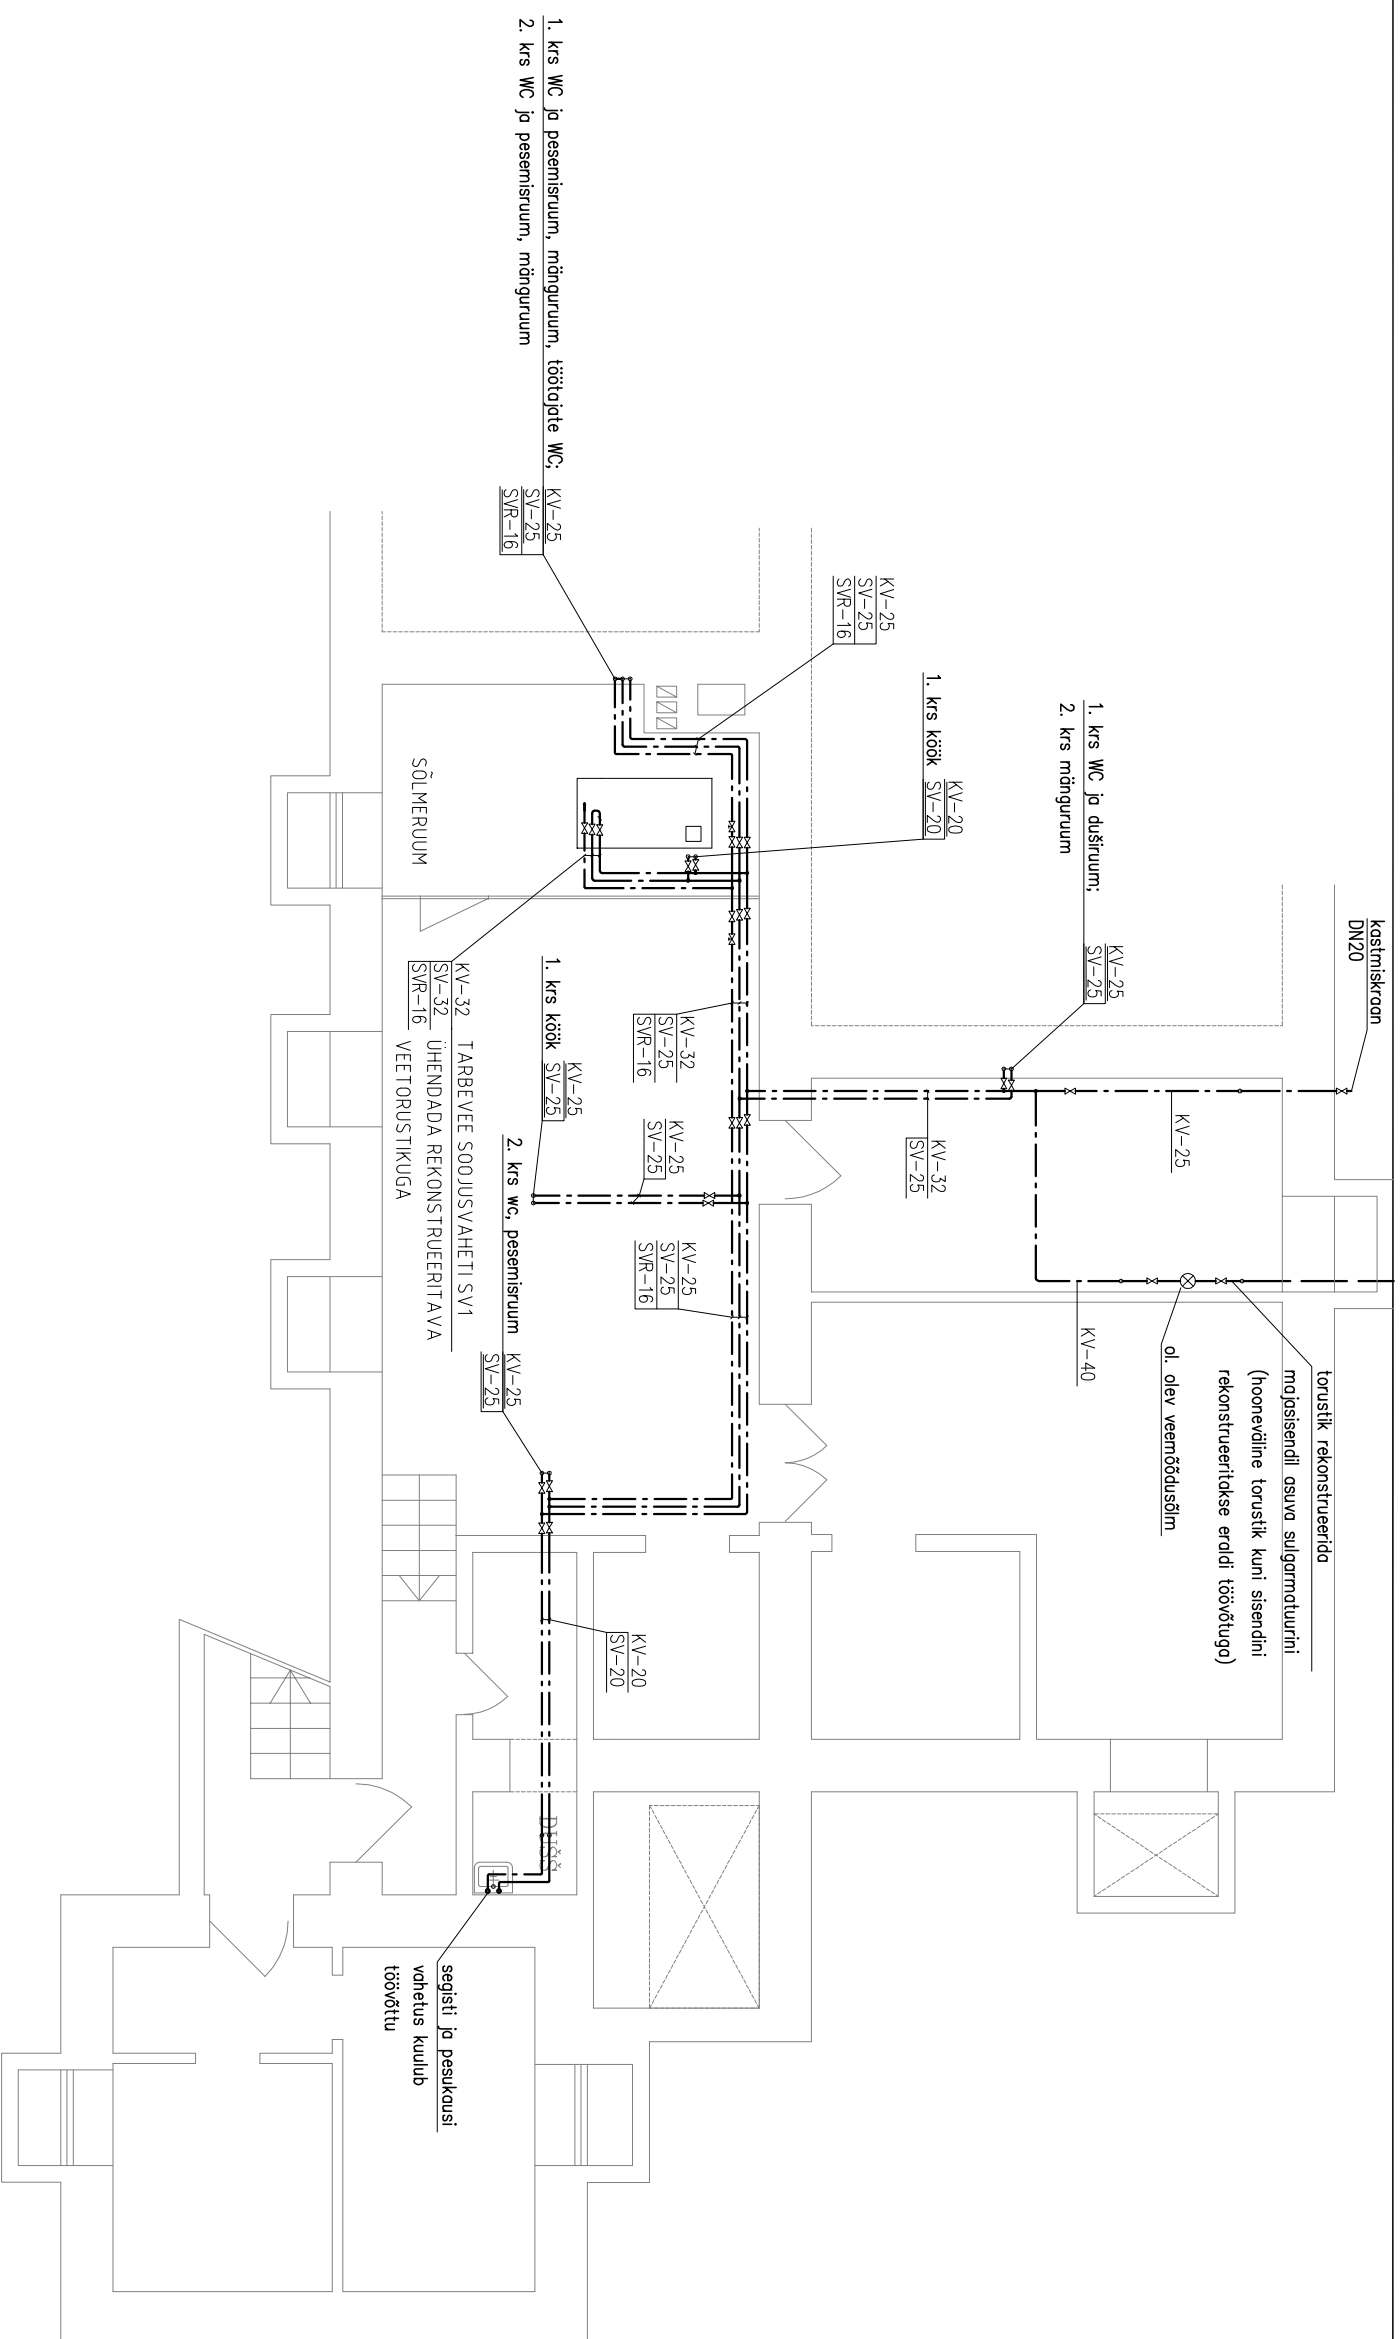 kastmiskraan
DN20
torustik rekonstrueerida
majasisendil asuva sulgarmatuurini
(hooneväline torustik kuni sisendini
rekonstrueeritakse eraldi töövõtuga)
KV-25
ol. olev veemõõdusõlm
KV-40
1. krs WC ja duširuum;
2. krs mänguruum
KV-25
SV-25
KV-32
SV-25
1. krs köök
KV-20
SV-20
KV-25
SV-25
SVR-16
KV-32
SV-25
SVR-16
KV-25
SV-25
KV-25
SV-25
SVR-16
KV-20
SV-20
1. krs WC ja pesemisruum, mänguruum, töötajate WC;
2. krs WC ja pesemisruum, mänguruum
KV-25
SV-25
SVR-16
1. krs köök
KV-25
SV-25
2. krs wc, pesemisruum
KV-25
SV-25
DUŠŠ
SÕLMERUUM
KV-32
SV-32
SVR-16
TARBEVEE SOOJUSVAHETI SV1
ÜHENDADA REKONSTRUEERITAVA
VEETORUSTIKUGA
segisti ja pesukausi
vahetus kuulub
töövõttu